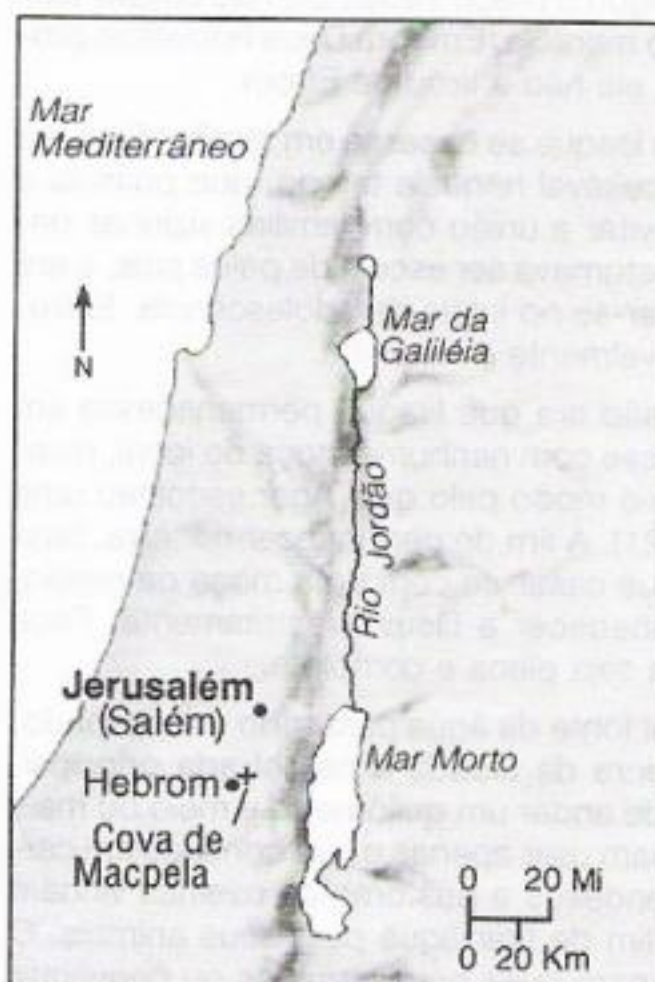 Mar
Mediterrâneo
N
Mar da
Galiléia
Rio Jordão
Jerusalém
(Salém)
Mar Morto
Hebrom
Cova de
Macpela
0 20 Mi
0 20 Km